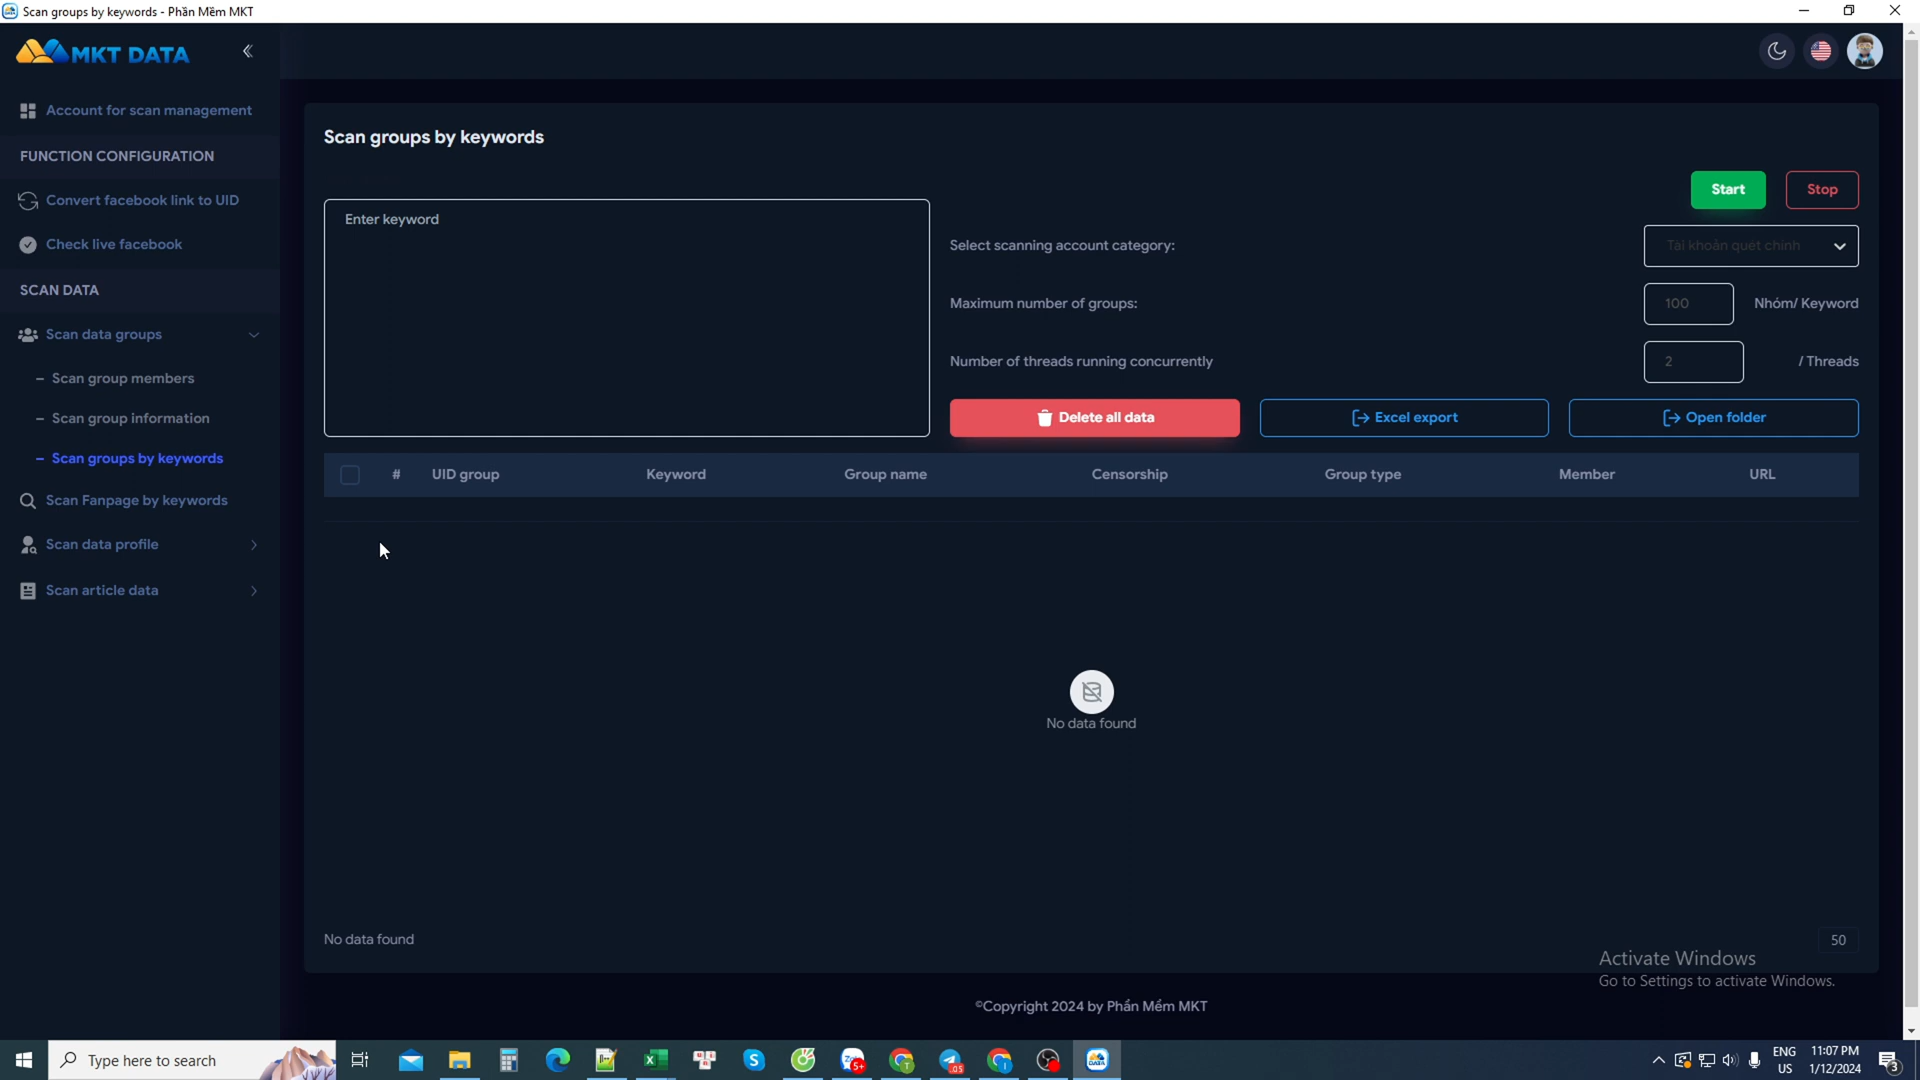 Scan groups by keywords - Phần Mềm MKT
MKT DATA
Account for scan management
FUNCTION CONFIGURATION
Convert facebook link to UID
Check live facebook
SCAN DATA
Scan data groups
– Scan group members
– Scan group information
– Scan groups by keywords
Scan Fanpage by keywords
Scan data profile
Scan article data
Scan groups by keywords
Start
Stop
Enter keyword
Select scanning account category:
Tài khoản quét chính
Maximum number of groups:
100
Nhóm/ Keyword
Number of threads running concurrently
2
/ Threads
Delete all data
Excel export
Open folder
# UID group Keyword Group name Censorship Group type Member URL
No data found
No data found
50
Activate Windows
Go to Settings to activate Windows.
©Copyright 2024 by Phần Mềm MKT
Type here to search
ENG
US
11:07 PM
1/12/2024
3